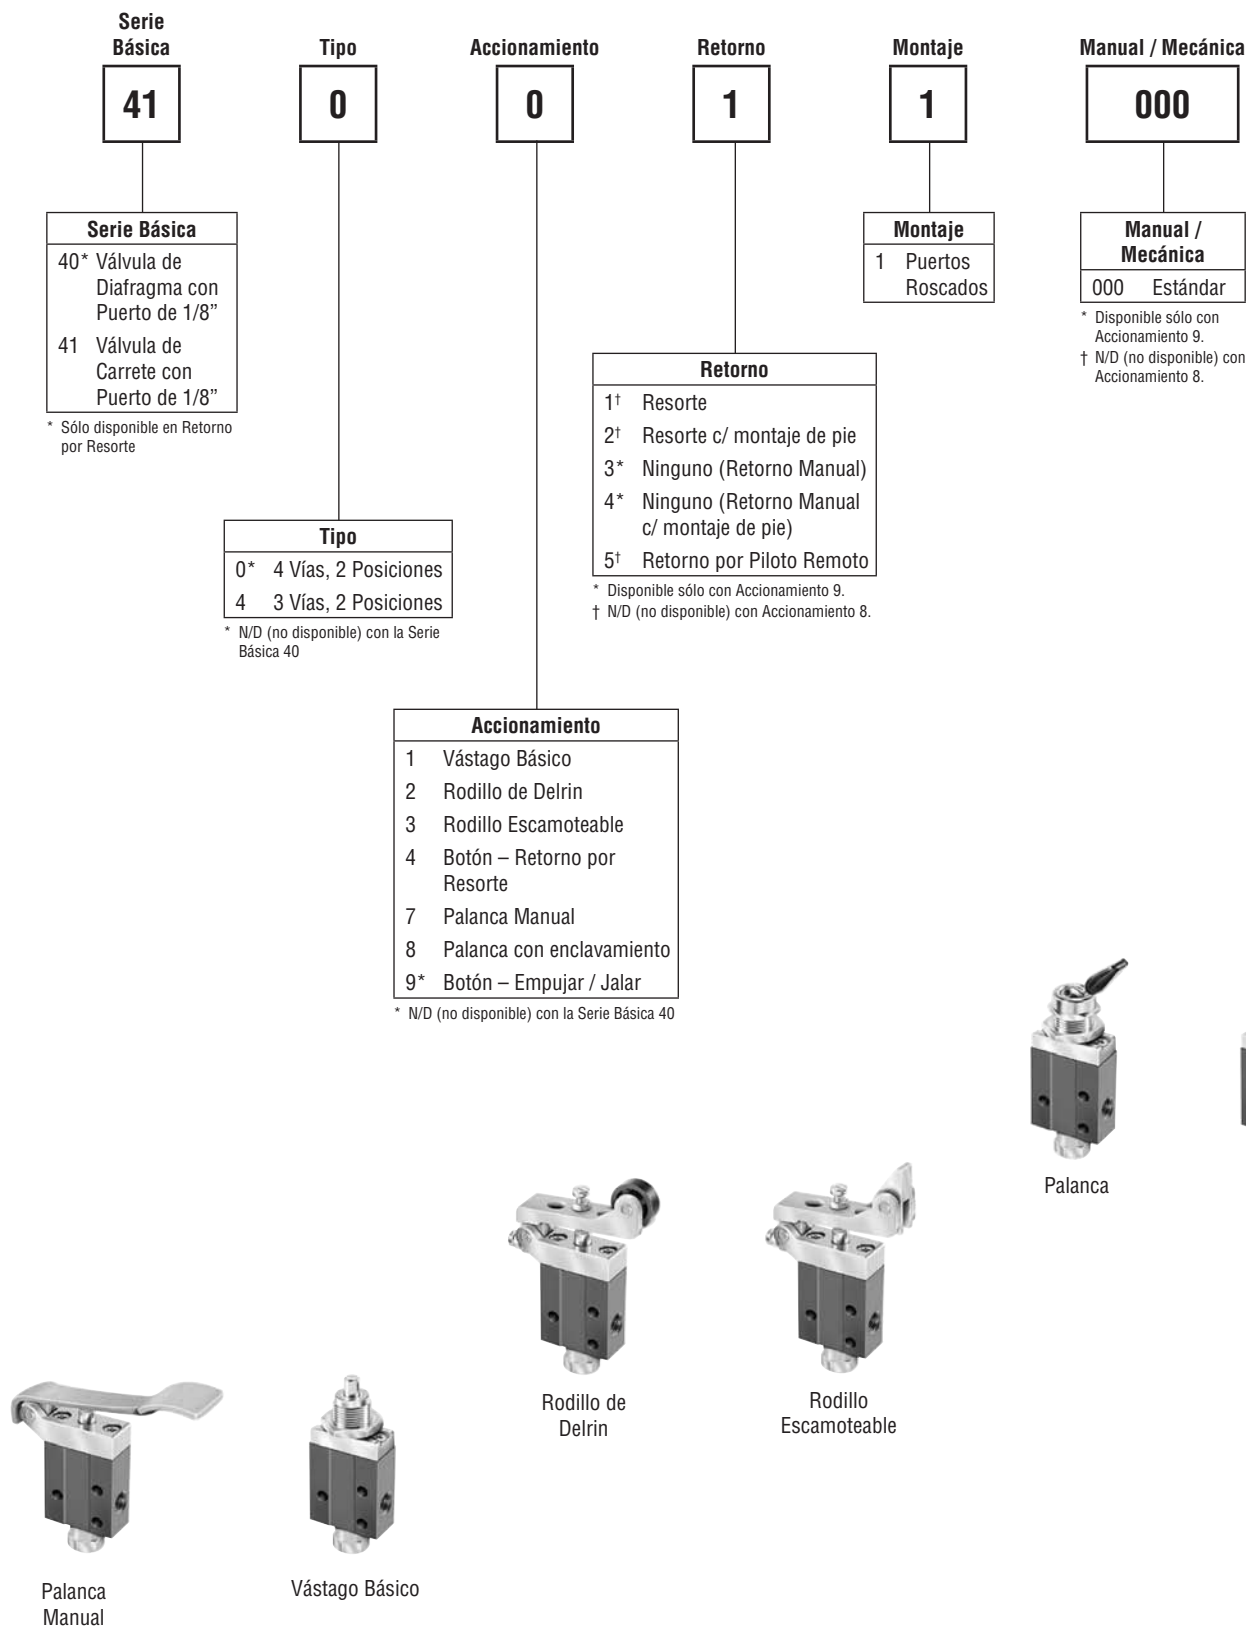 Serie
Básica
Tipo
Accionamiento
Retorno
Montaje
Manual / Mecánica
41
0
0
1
1
000
Serie Básica
40* Válvula de
Diafragma con
Puerto de 1/8”
41 Válvula de
Carrete con
Puerto de 1/8”
* Sólo disponible en Retorno
por Resorte
Tipo
0* 4 Vías, 2 Posiciones
4 3 Vías, 2 Posiciones
* N/D (no disponible) con la Serie
Básica 40
Accionamiento
1 Vástago Básico
2 Rodillo de Delrin
3 Rodillo Escamoteable
4 Botón – Retorno por
Resorte
7 Palanca Manual
8 Palanca con enclavamiento
9* Botón – Empujar / Jalar
* N/D (no disponible) con la Serie Básica 40
Retorno
1† Resorte
2† Resorte c/ montaje de pie
3* Ninguno (Retorno Manual)
4* Ninguno (Retorno Manual
c/ montaje de pie)
5† Retorno por Piloto Remoto
* Disponible sólo con Accionamiento 9.
† N/D (no disponible) con Accionamiento 8.
Montaje
1 Puertos
Roscados
Manual /
Mecánica
000 Estándar
* Disponible sólo con
Accionamiento 9.
† N/D (no disponible) con
Accionamiento 8.
Palanca
Rodillo de
Delrin
Rodillo
Escamoteable
Palanca
Manual
Vástago Básico